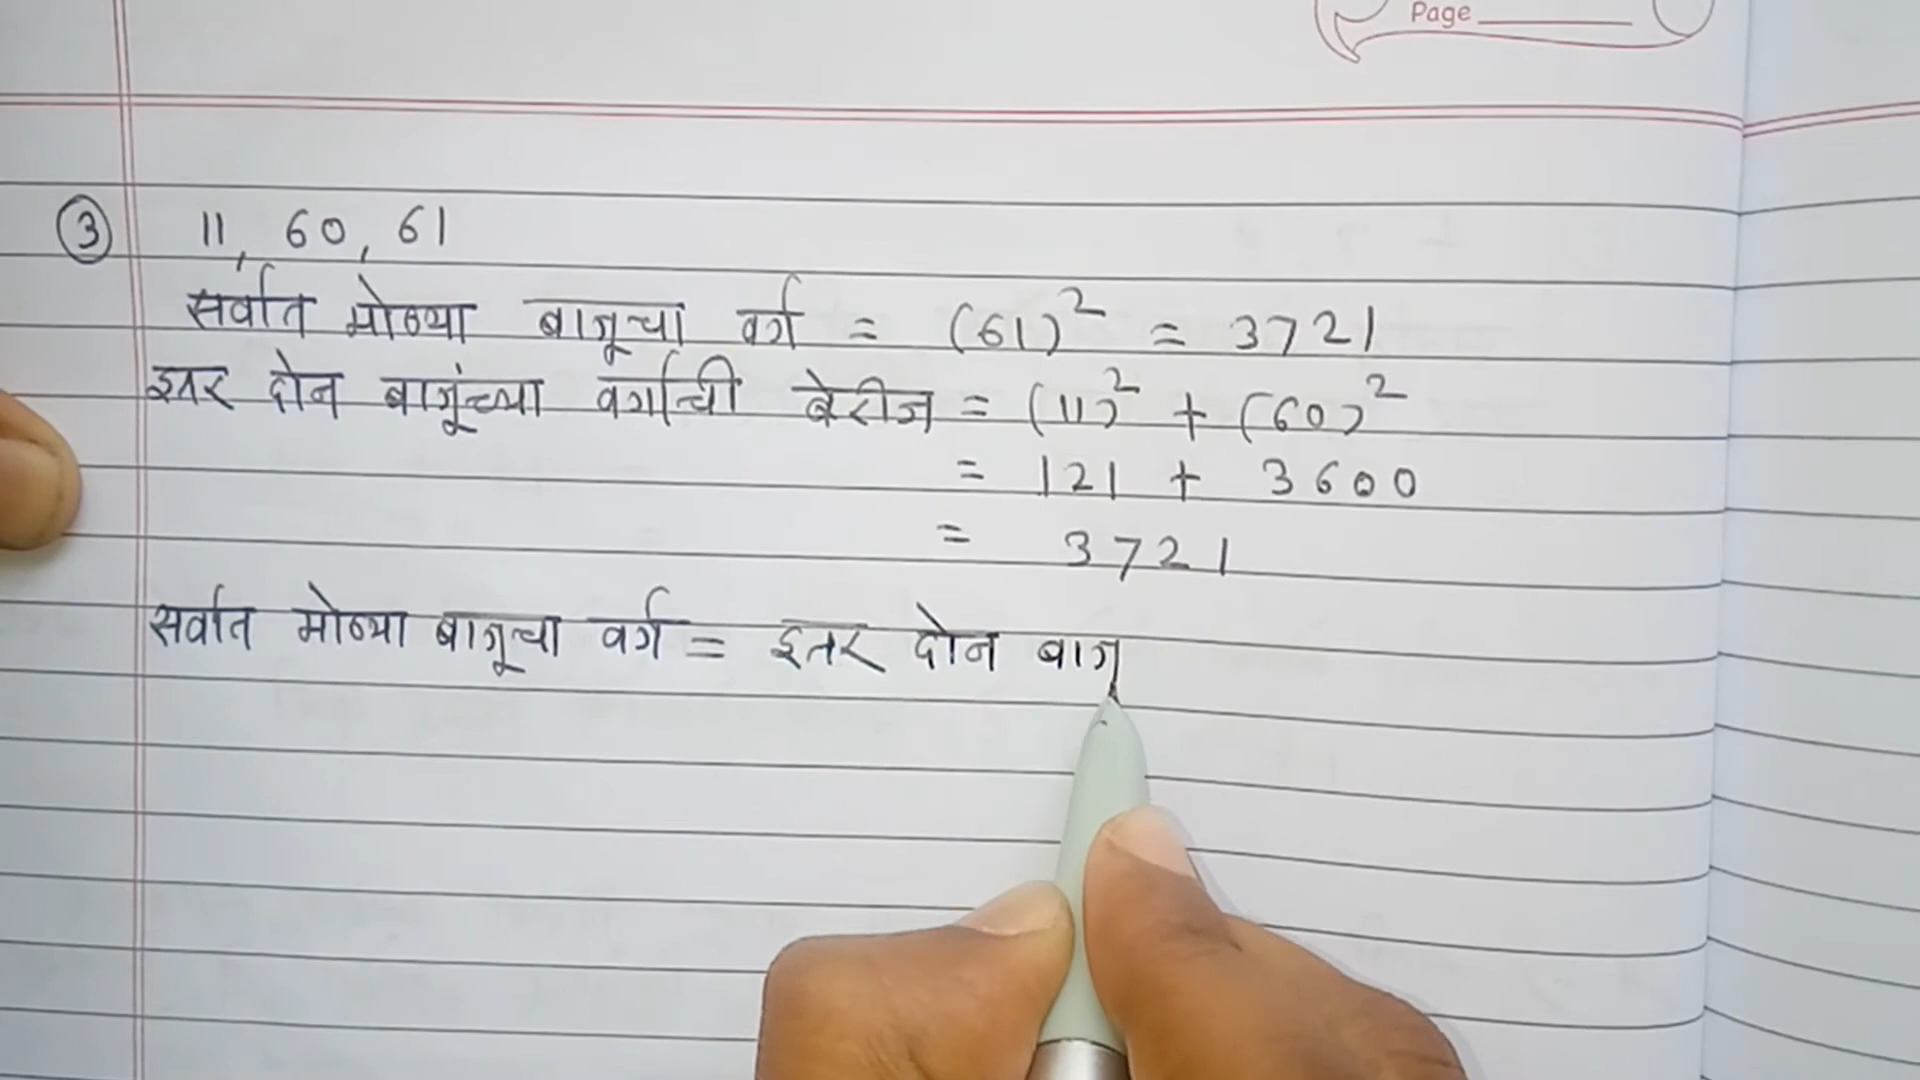 Page
③ 11, 60, 61
सर्वात मोठ्या बाजूचा वर्ग = (61)² = 3721
इतर दोन बाजूंच्या वर्गाची बेरीज = (11)² + (60)²
= 121 + 3600
= 3721
सर्वात मोठ्या बाजूचा वर्ग = इतर दोन बाजू